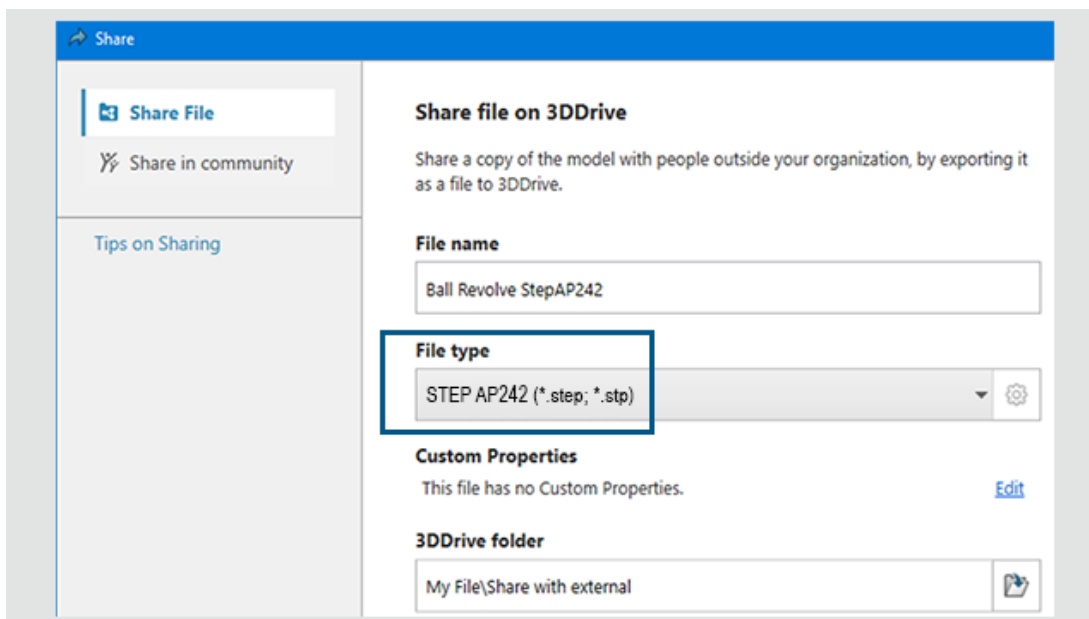 Share
Share File
Share in community
Tips on Sharing
Share file on 3DDrive
Share a copy of the model with people outside your organization, by exporting it
as a file to 3DDrive.
File name
Ball Revolve StepAP242
File type
STEP AP242 (*.step; *.stp)
Custom Properties
This file has no Custom Properties.
Edit
3DDrive folder
My File\Share with external